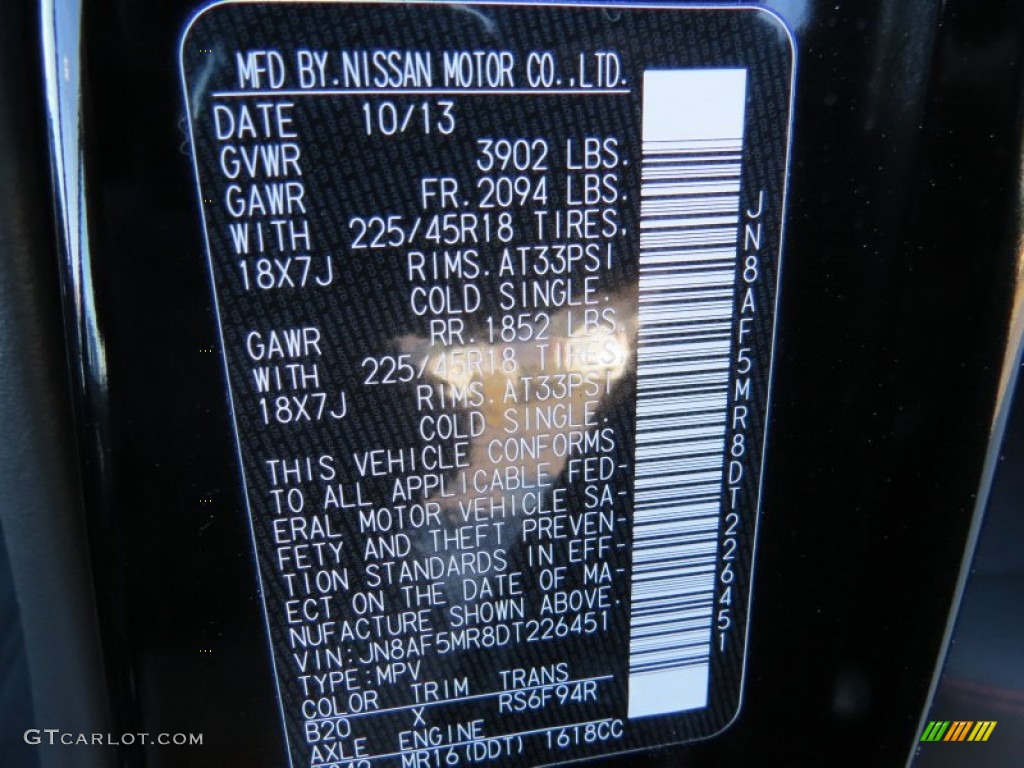 MFD BY.NISSAN MOTOR CO.,LTD.
DATE 10/13
GVWR 3902 LBS.
GAWR FR.2094 LBS.
WITH 225/45R18 TIRES,
18X7J RIMS.AT33PSI
COLD SINGLE.
GAWR RR.1852 LBS.
WITH 225/45R18 TIRES
18X7J RIMS.AT33PSI
COLD SINGLE.
THIS VEHICLE CONFORMS
TO ALL APPLICABLE FED-
ERAL MOTOR VEHICLE SA-
FETY AND THEFT PREVEN-
TION STANDARDS IN EFF-
ECT ON THE DATE OF MA-
NUFACTURE SHOWN ABOVE.
VIN:JN8AF5MR8DT226451
TYPE:MPV
COLOR TRIM TRANS
B20 X RS6F94R
AXLE ENGINE
MR16(DDT) 1618CC
JN8AF5MR8DT226451
GTCARLOT.COM